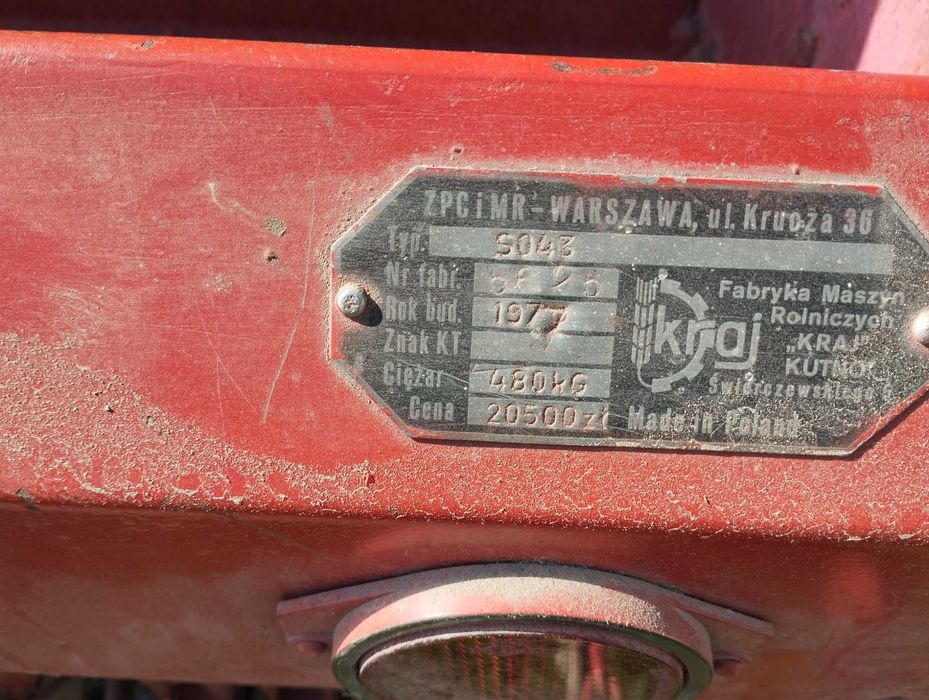 ZPCiMR-WARSZAWA, ul. Krucza 36
Typ. S043
Nr fabr.
Rok bud. 1977
Znak KT
Ciężar 480kG
Cena 20500zł
kraj
Fabryka Maszyn
Rolniczych
„KRAJ"
KUTNO
Świerczewskiego
Made in Poland